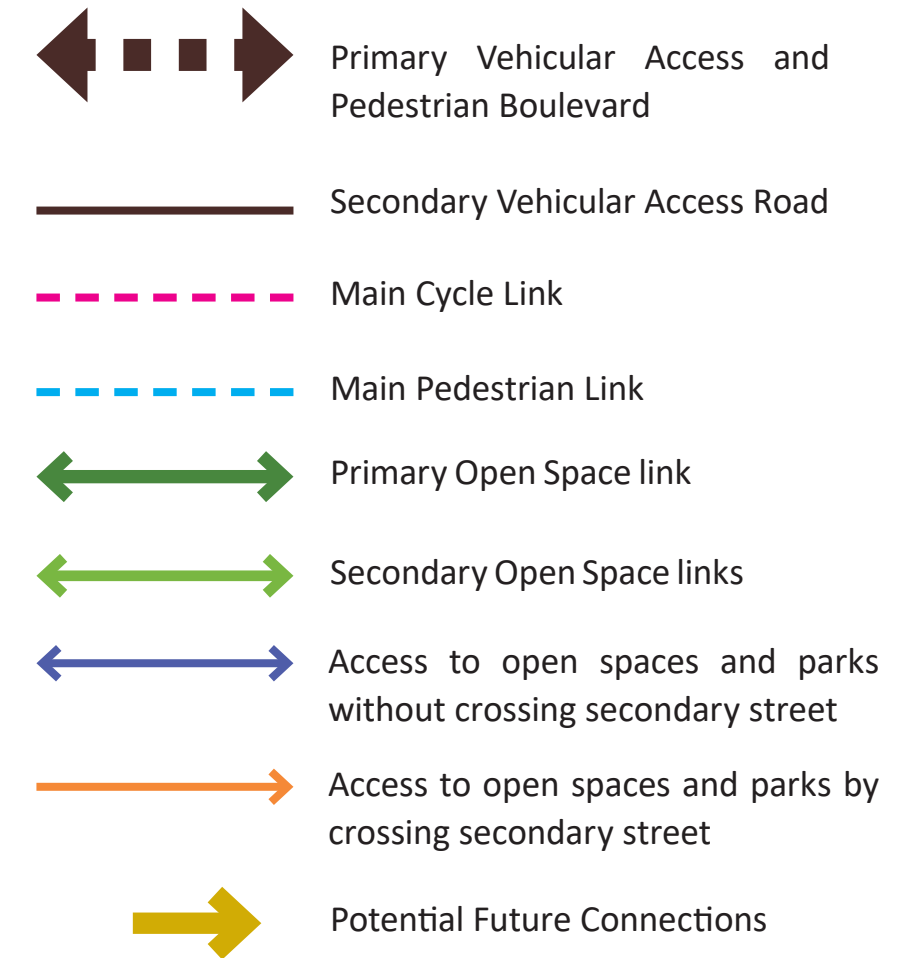 Primary Vehicular Access and
Pedestrian Boulevard
Secondary Vehicular Access Road
Main Cycle Link
Main Pedestrian Link
Primary Open Space link
Secondary Open Space links
Access to open spaces and parks
without crossing secondary street
Access to open spaces and parks by
crossing secondary street
Potential Future Connections